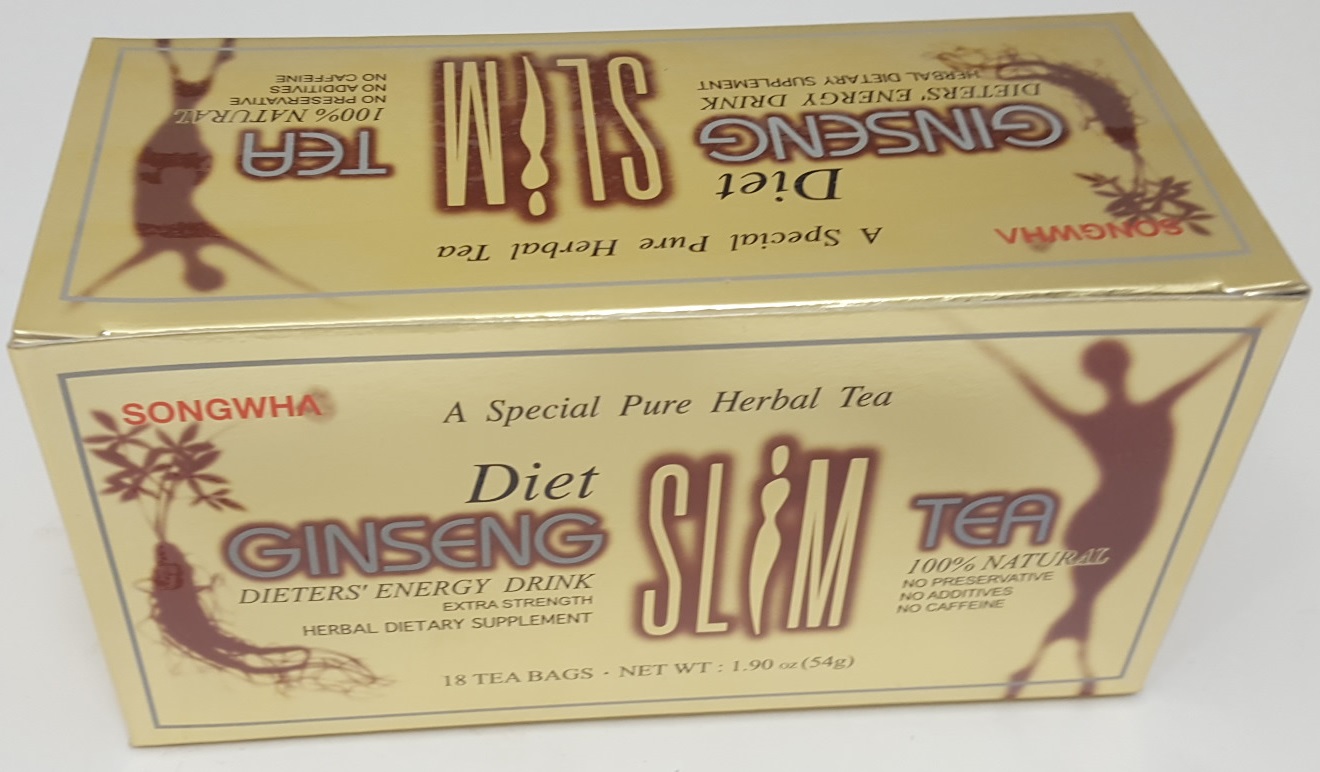 A Special Pure Herbal Tea
SONGWHA
Diet
GINSENG
SLIM
TEA
DIETERS' ENERGY DRINK
HERBAL DIETARY SUPPLEMENT
100% NATURAL
NO PRESERVATIVE
NO ADDITIVES
NO CAFFEINE
SONGWHA
A Special Pure Herbal Tea
Diet
GINSENG
SLIM
TEA
DIETERS' ENERGY DRINK
EXTRA STRENGTH
HERBAL DIETARY SUPPLEMENT
100% NATURAL
NO PRESERVATIVE
NO ADDITIVES
NO CAFFEINE
18 TEA BAGS · NET WT : 1.90 oz (54g)